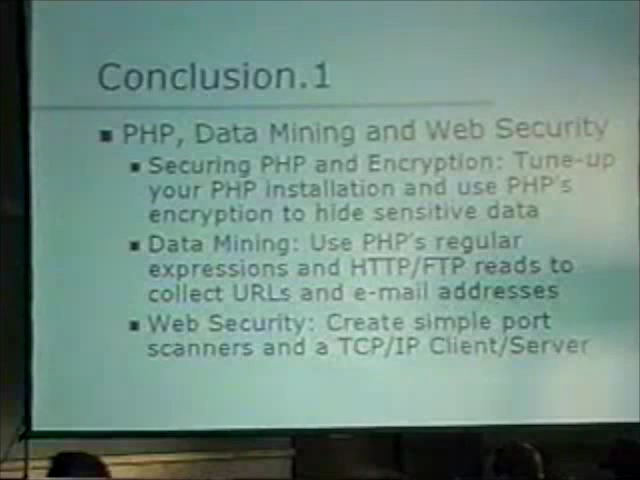 Conclusion.1
PHP, Data Mining and Web Security
Securing PHP and Encryption: Tune-up
your PHP installation and use PHP's
encryption to hide sensitive data
Data Mining: Use PHP's regular
expressions and HTTP/FTP reads to
collect URLs and e-mail addresses
Web Security: Create simple port
scanners and a TCP/IP Client/Server